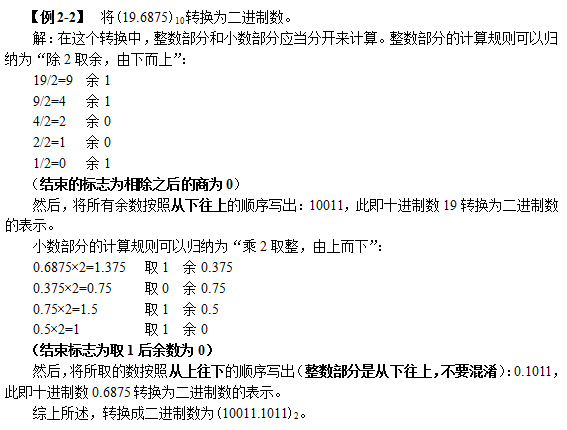 【例2-2】 将(19.6875)10转换为二进制数。
解：在这个转换中，整数部分和小数部分应当分开来计算。整数部分的计算规则可以归
纳为“除2取余，由下而上”：
19/2=9 余1
9/2=4 余1
4/2=2 余0
2/2=1 余0
1/2=0 余1
（结束的标志为相除之后的商为0）
然后，将所有余数按照从下往上的顺序写出：10011，此即十进制数19转换为二进制数
的表示。
小数部分的计算规则可以归纳为“乘2取整，由上而下”：
0.6875×2=1.375 取1 余0.375
0.375×2=0.75 取0 余0.75
0.75×2=1.5 取1 余0.5
0.5×2=1 取1 余0
（结束标志为取1后余数为0）
然后，将所取的数按照从上往下的顺序写出（整数部分是从下往上，不要混淆）：0.1011，
此即十进制数0.6875转换为二进制数的表示。
综上所述，转换成二进制数为(10011.1011)2。